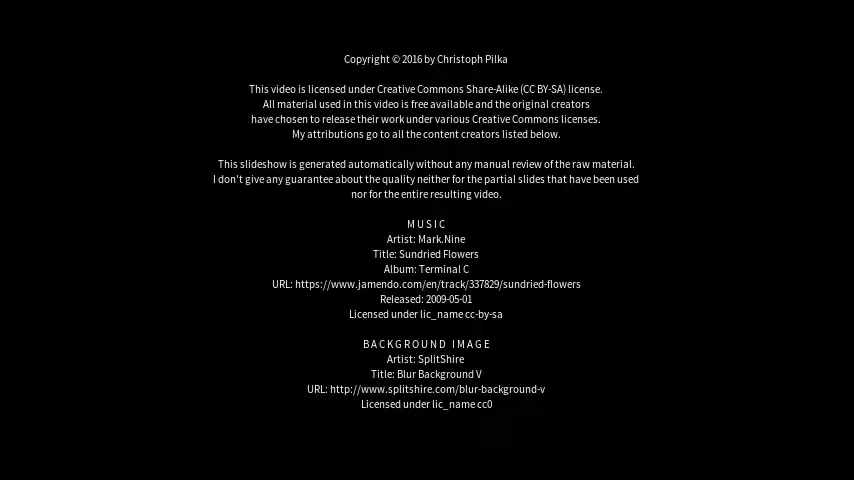 Copyright © 2016 by Christoph Pilka
This video is licensed under Creative Commons Share-Alike (CC BY-SA) license.
All material used in this video is free available and the original creators
have chosen to release their work under various Creative Commons licenses.
My attributions go to all the content creators listed below.
This slideshow is generated automatically without any manual review of the raw material.
I don't give any guarantee about the quality neither for the partial slides that have been used
nor for the entire resulting video.
MUSIC
Artist: Mark.Nine
Title: Sundried Flowers
Album: Terminal C
URL: https://www.jamendo.com/en/track/337829/sundried-flowers
Released: 2009-05-01
Licensed under lic_name cc-by-sa
BACKGROUND IMAGE
Artist: SplitShire
Title: Blur Background V
URL: http://www.splitshire.com/blur-background-v
Licensed under lic_name cc0